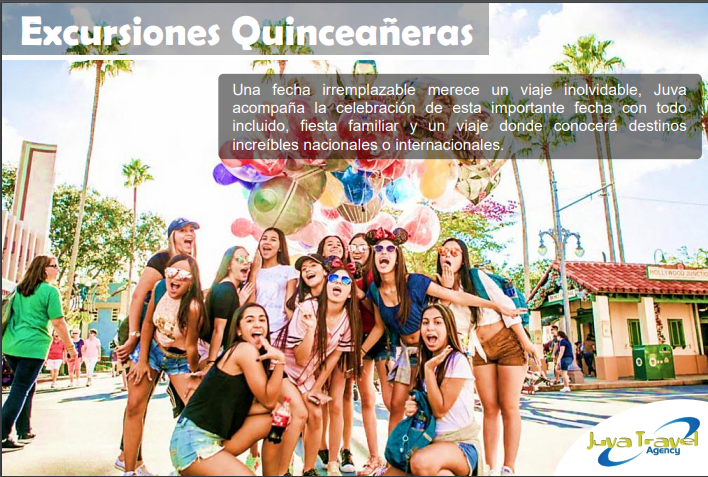 Excursiones Quinceañeras
Una fecha irremplazable merece un viaje inolvidable, Juva
acompaña la celebración de esta importante fecha con todo
incluido, fiesta familiar y un viaje donde conocerá destinos
increíbles nacionales o internacionales.
HOLLYWOOD JUNCTION
Juva Travel
Agency